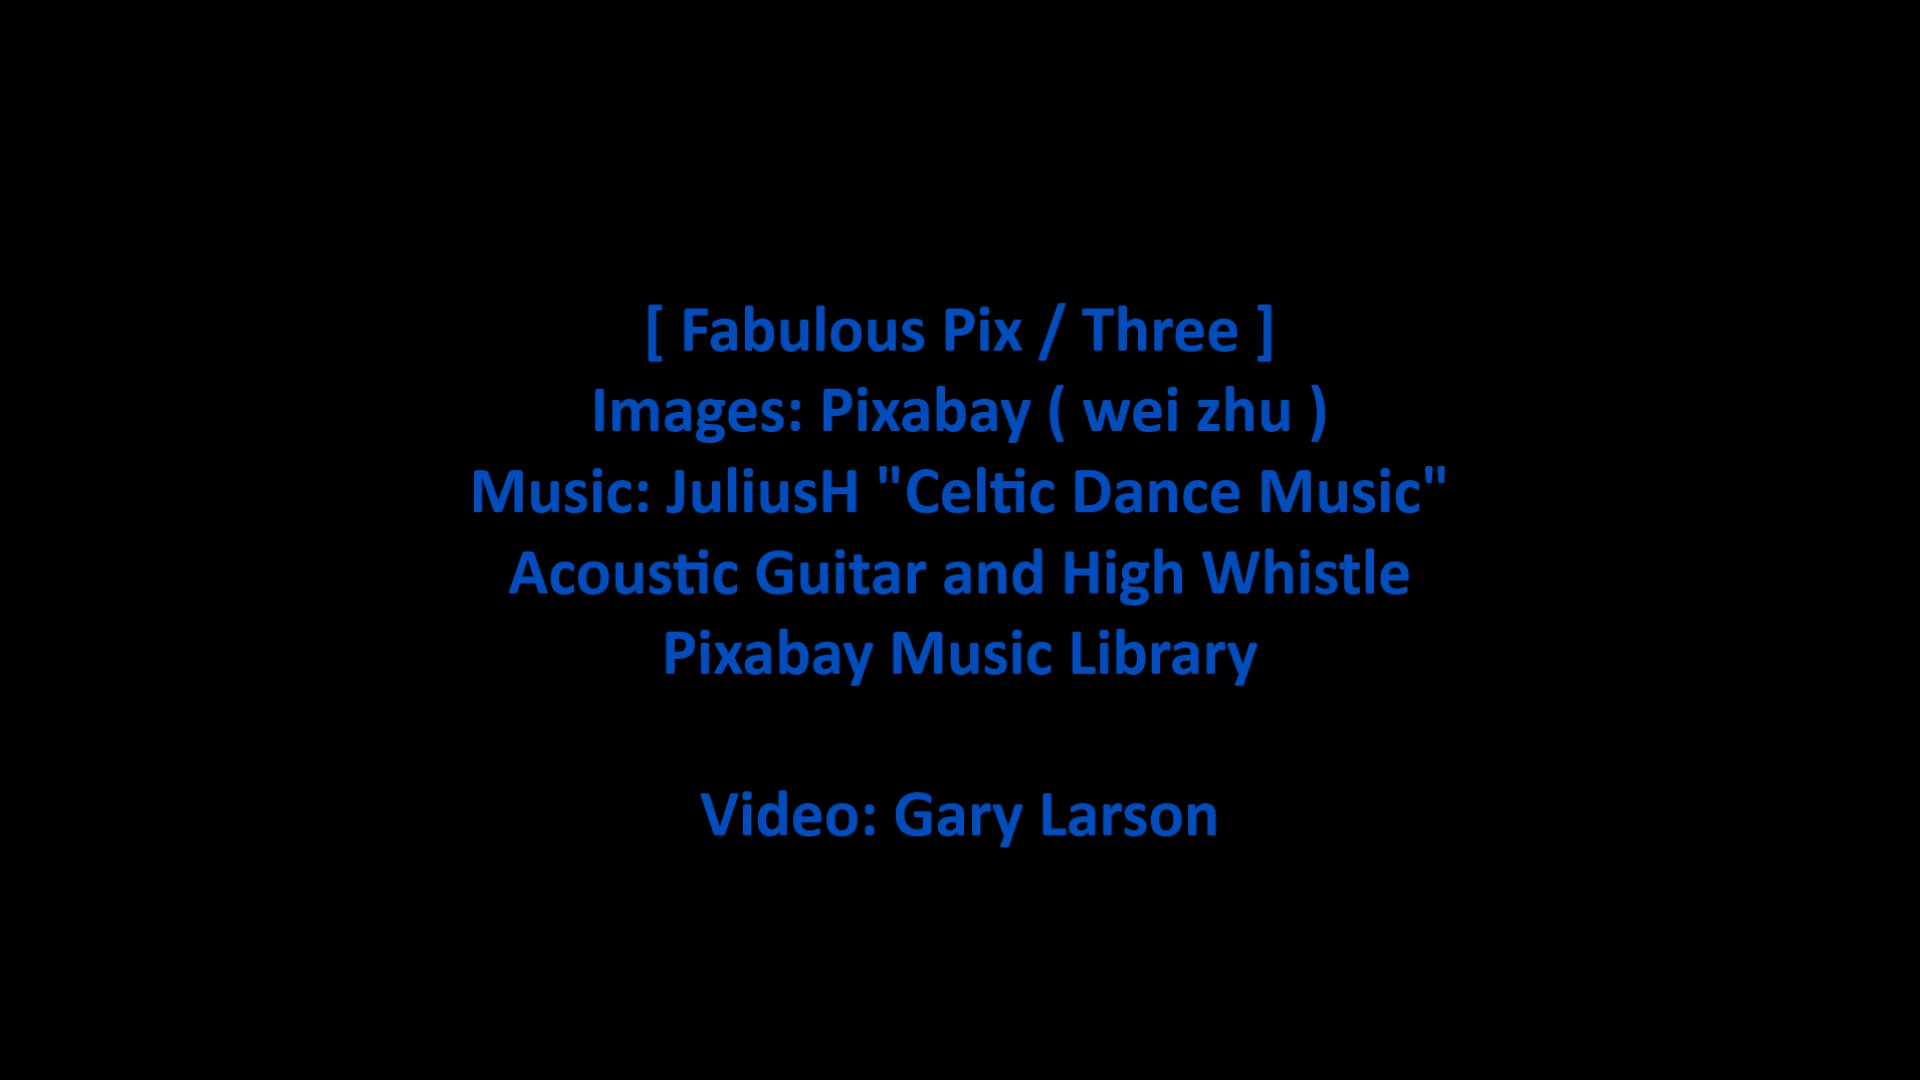 [ Fabulous Pix / Three ]
Images: Pixabay ( wei zhu )
Music: JuliusH "Celtic Dance Music"
Acoustic Guitar and High Whistle
Pixabay Music Library
Video: Gary Larson